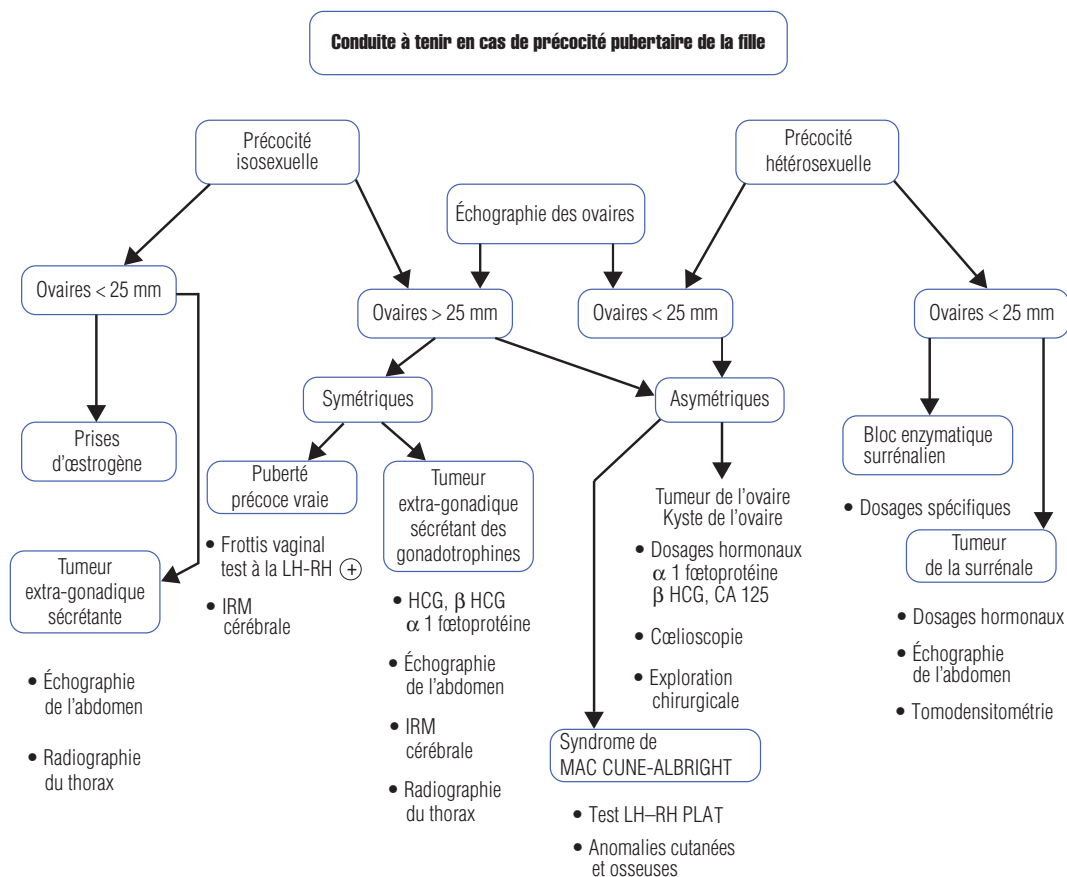 Conduite à tenir en cas de précocité pubertaire de la fille
Précocité
isosexuelle
Précocité
hétérosexuelle
Échographie des ovaires
Ovaires < 25 mm
Ovaires > 25 mm
Ovaires < 25 mm
Ovaires < 25 mm
Symétriques
Asymétriques
Prises
d'œstrogène
Puberté
précoce vraie
Tumeur
extra-gonadique
sécrétant des
gonadotrophines
Tumeur de l'ovaire
Kyste de l'ovaire
Bloc enzymatique
surrénalien
• Dosages spécifiques
Tumeur
extra-gonadique
sécrétante
• Frottis vaginal
test à la LH-RH ⊕
• IRM
cérébrale
• HCG, β HCG
α 1 fœtoprotéine
• Échographie
de l'abdomen
• IRM
cérébrale
• Radiographie
du thorax
• Dosages hormonaux
α 1 fœtoprotéine
β HCG, CA 125
• Cœlioscopie
• Exploration
chirurgicale
Tumeur
de la surrénale
• Dosages hormonaux
• Échographie
de l'abdomen
• Tomodensitométrie
• Échographie
de l'abdomen
• Radiographie
du thorax
Syndrome de
MAC CUNE-ALBRIGHT
• Test LH–RH PLAT
• Anomalies cutanées
et osseuses